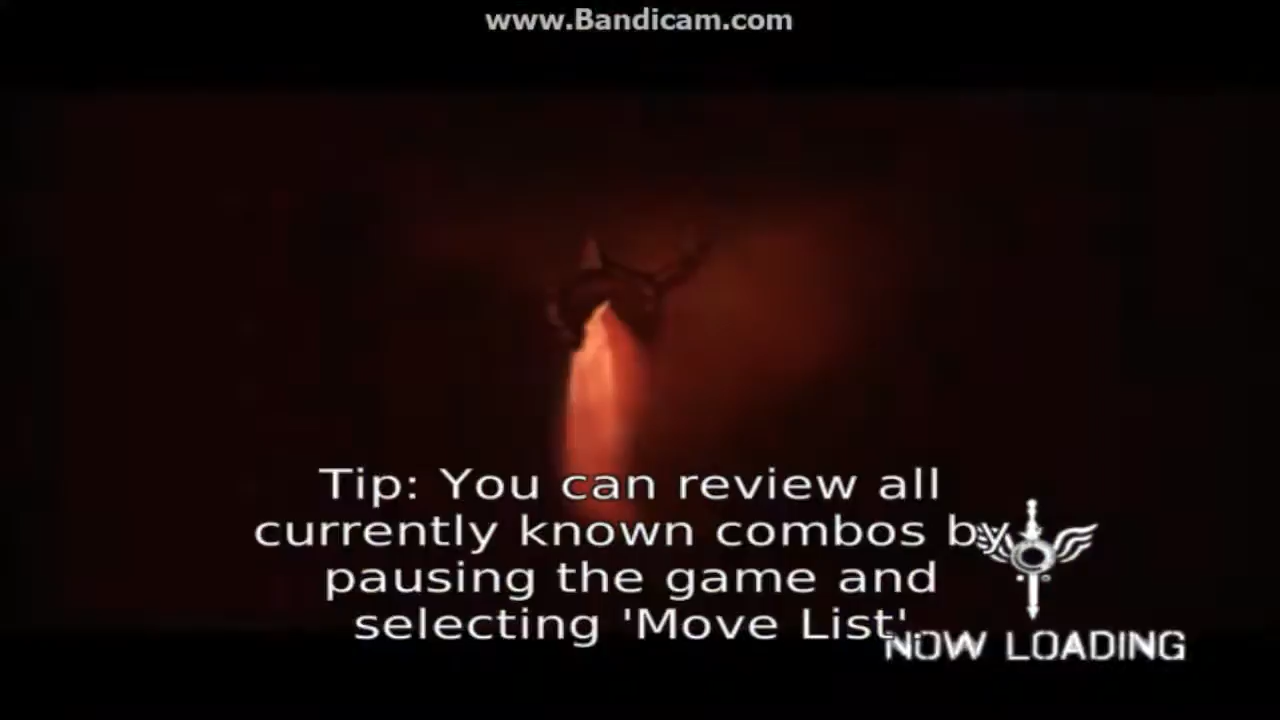 www.Bandicam.com
Tip: You can review all
currently known combos by
pausing the game and
selecting 'Move List'.
NOW LOADING